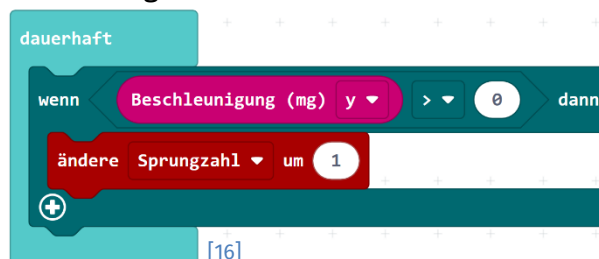 dauerhaft
wenn Beschleunigung (mg) y > 0 dann
ändere Sprungzahl um 1
[16]